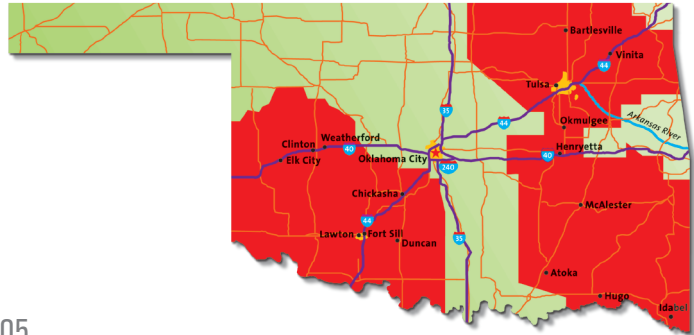 Bartlesville
Vinita
44
Tulsa
35
44
Arkansas River
Okmulgee
Weatherford
Clinton
40
Henryetta
Elk City
Oklahoma City
40
240
Chickasha
McAlester
44
Lawton
Fort Sill
Duncan
35
Atoka
Hugo
Idabel
05